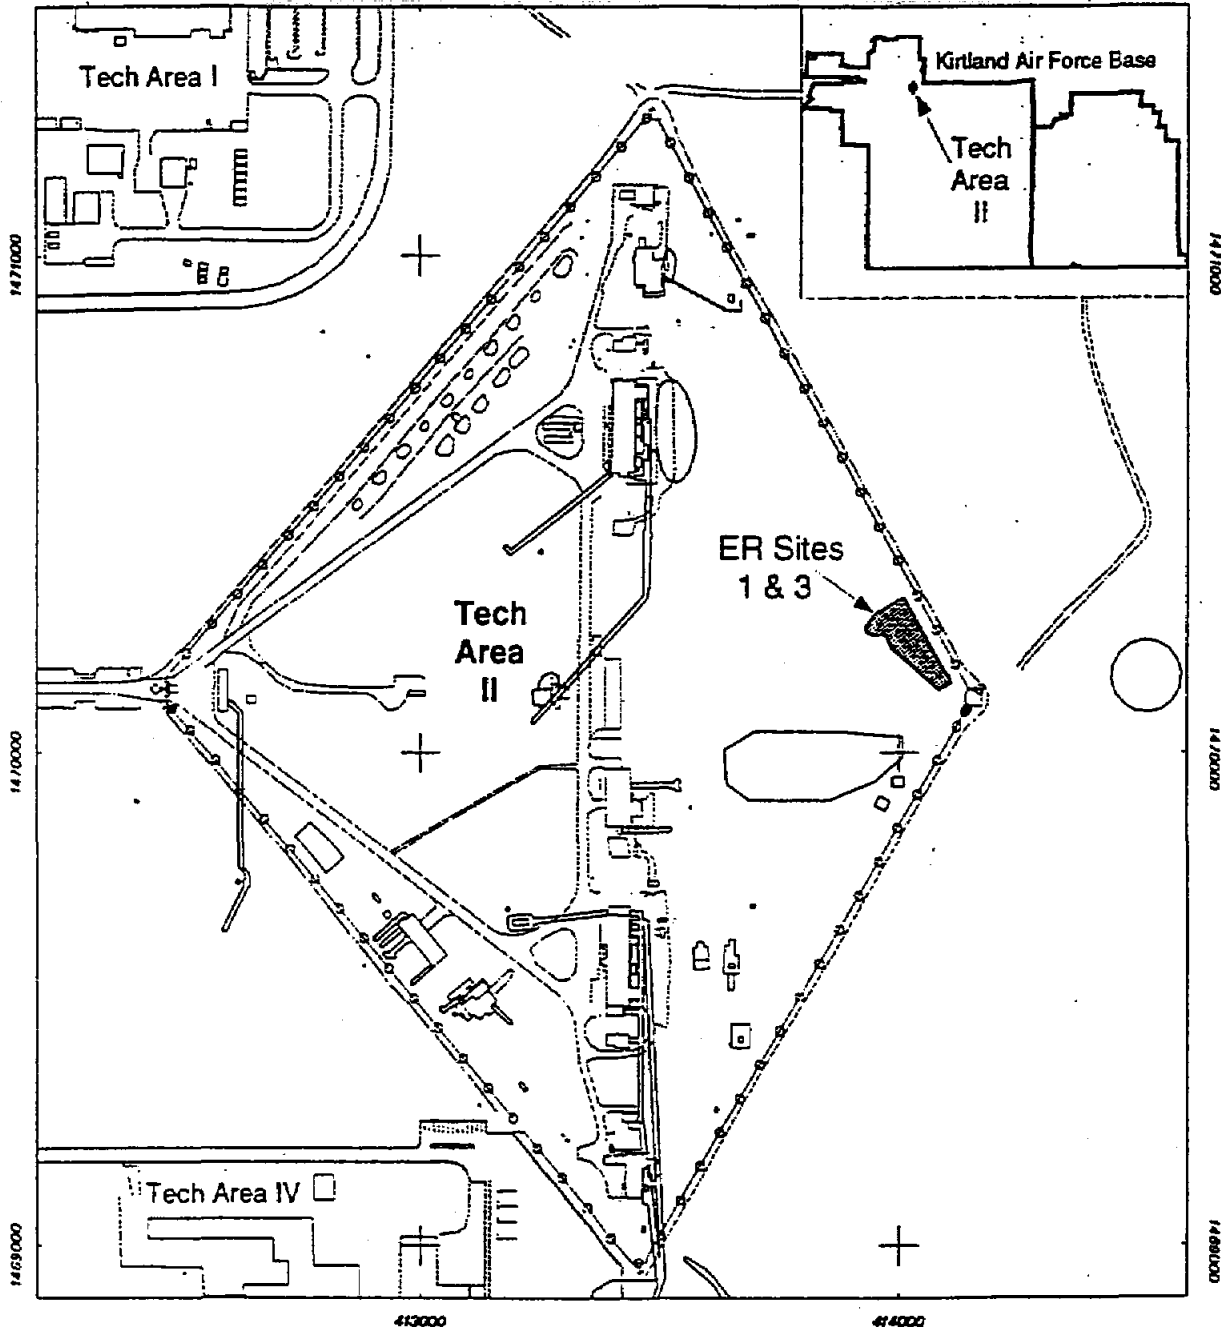 Tech Area I
Kirtland Air Force Base
Tech
Area
II
1471000
1471000
ER Sites
1 & 3
Tech
Area
II
1470000
1470000
Tech Area IV
1469000
1469000
413000
414000